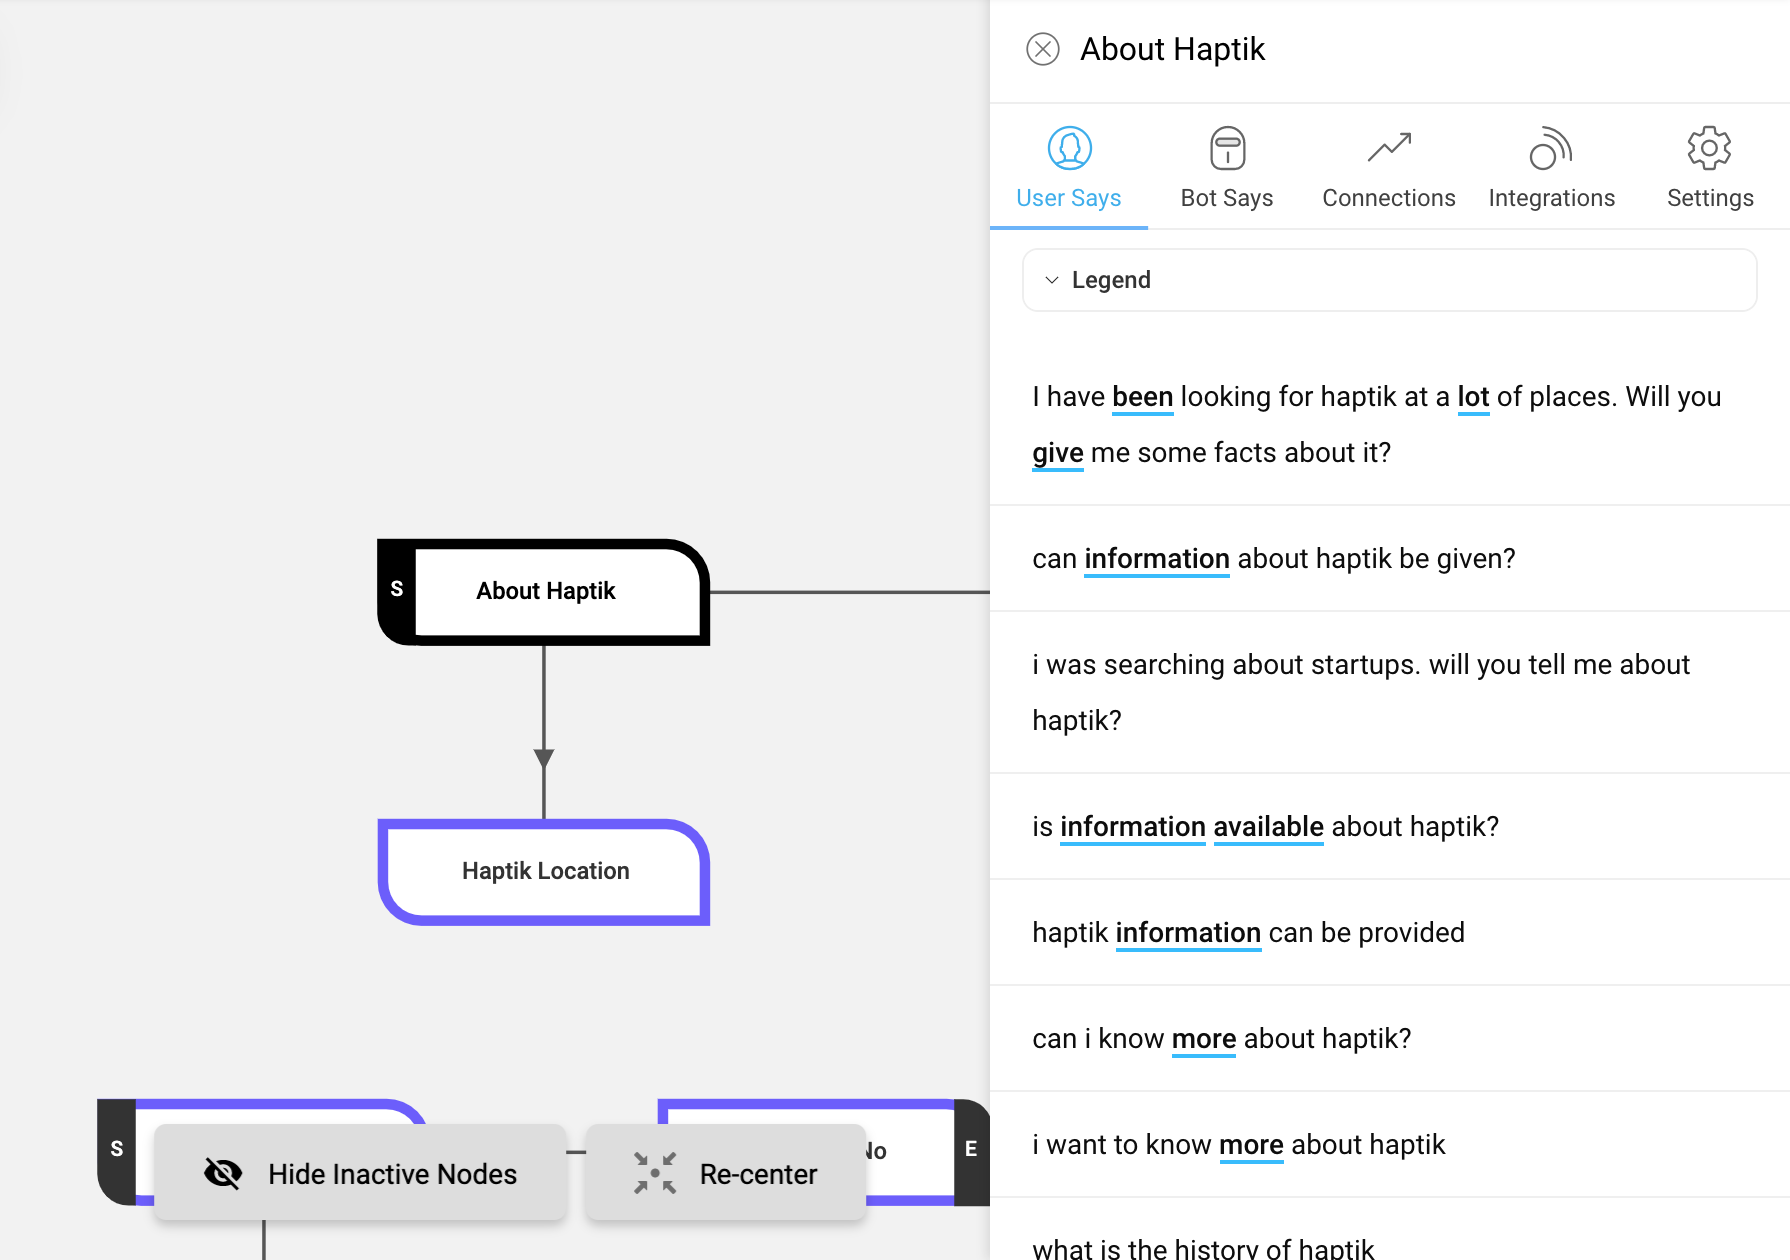 About Haptik
User Says
Bot Says
Connections
Integrations
Settings
Legend
I have been looking for haptik at a lot of places. Will you
give me some facts about it?
can information about haptik be given?
i was searching about startups. will you tell me about
haptik?
is information available about haptik?
haptik information can be provided
can i know more about haptik?
i want to know more about haptik
what is the history of haptik
S
About Haptik
Haptik Location
S
Hide Inactive Nodes
Re-center
No
E